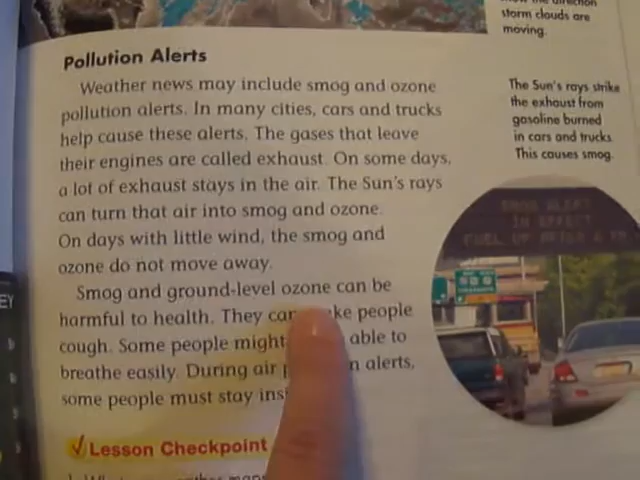 storm clouds are
moving.
Pollution Alerts
Weather news may include smog and ozone
pollution alerts. In many cities, cars and trucks
help cause these alerts. The gases that leave
their engines are called exhaust. On some days,
a lot of exhaust stays in the air. The Sun's rays
can turn that air into smog and ozone.
On days with little wind, the smog and
ozone do not move away.
Smog and ground-level ozone can be
harmful to health. They can people
cough. Some people might able to
breathe easily. During air alerts,
some people must stay
Lesson Checkpoint
The Sun's rays strike
the exhaust from
gasoline burned
in cars and trucks.
This causes smog.
SMOG ALERT
IN EFFECT